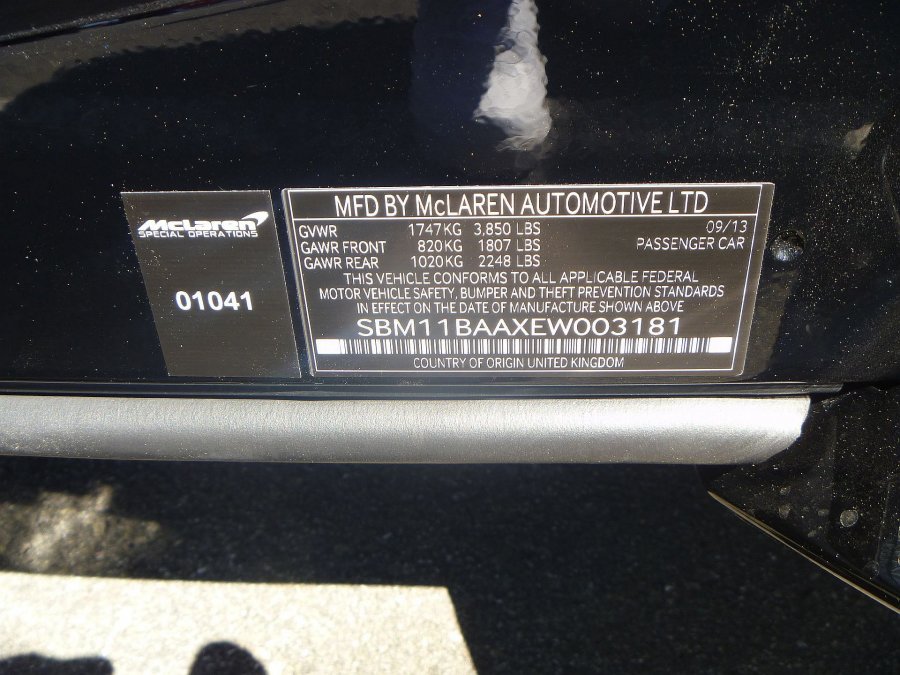 McLaren
SPECIAL OPERATIONS
01041
MFD BY McLAREN AUTOMOTIVE LTD
GVWR 1747KG 3,850 LBS 09/13
GAWR FRONT 820KG 1807 LBS PASSENGER CAR
GAWR REAR 1020KG 2248 LBS
THIS VEHICLE CONFORMS TO ALL APPLICABLE FEDERAL
MOTOR VEHICLE SAFETY, BUMPER AND THEFT PREVENTION STANDARDS
IN EFFECT ON THE DATE OF MANUFACTURE SHOWN ABOVE
SBM11BAAXEW003181
COUNTRY OF ORIGIN UNITED KINGDOM